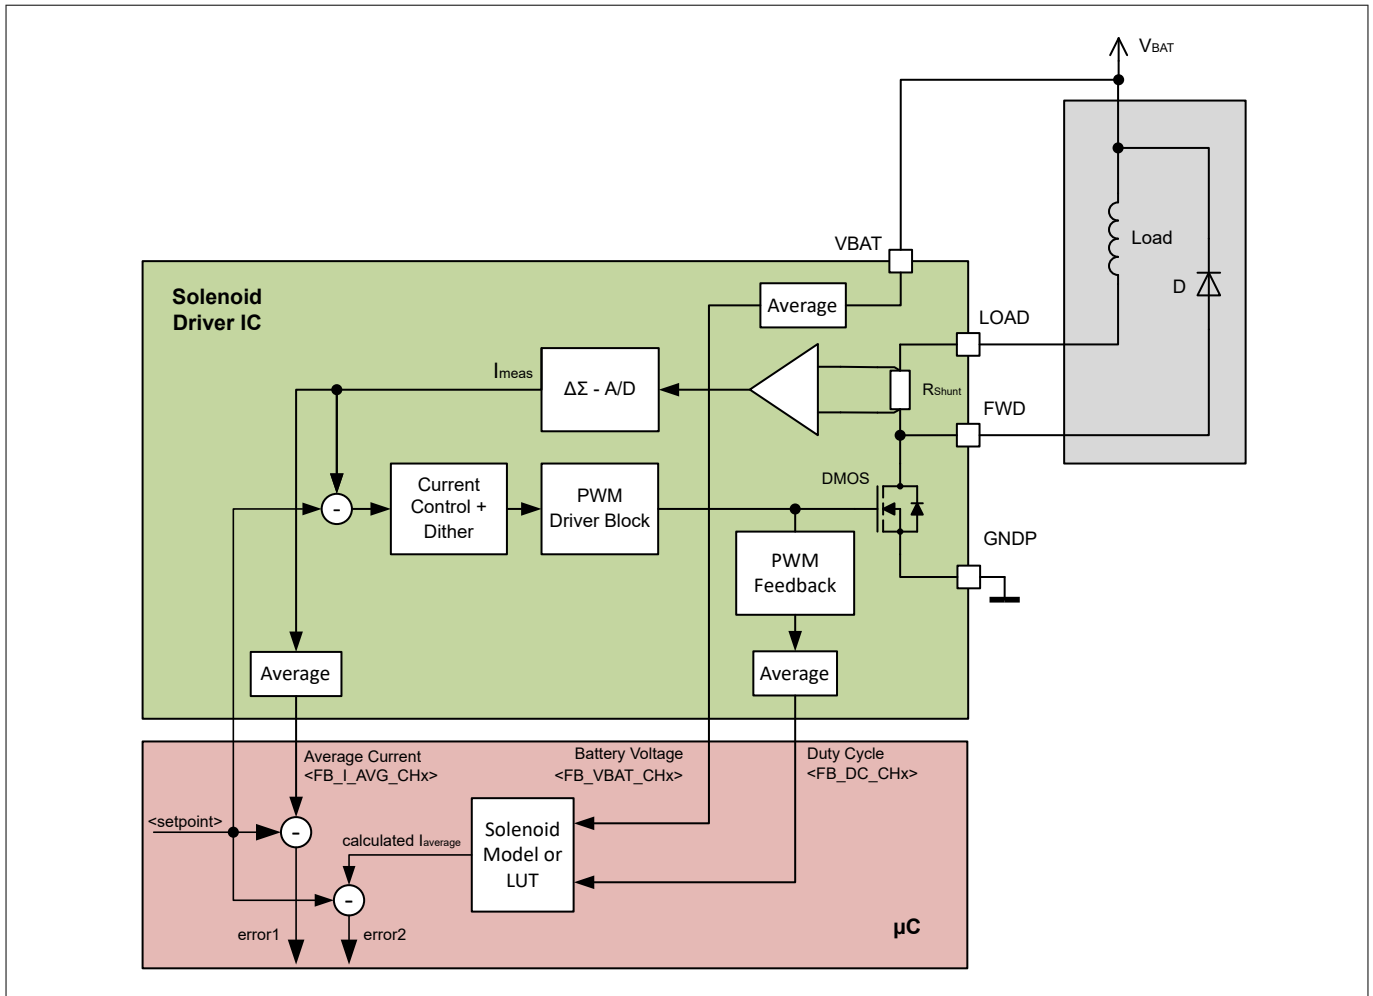 VBAT
VBAT
Load
D
Solenoid
Driver IC
Average
LOAD
Imeas
ΔΣ - A/D
RShunt
FWD
DMOS
Current
Control +
Dither
PWM
Driver Block
-
GNDP
PWM
Feedback
Average
Average
Average Current
<FB_I_AVG_CHx>
Battery Voltage
<FB_VBAT_CHx>
Duty Cycle
<FB_DC_CHx>
<setpoint>
-
calculated Iaverage
Solenoid
Model or
LUT
-
error1
error2
µC